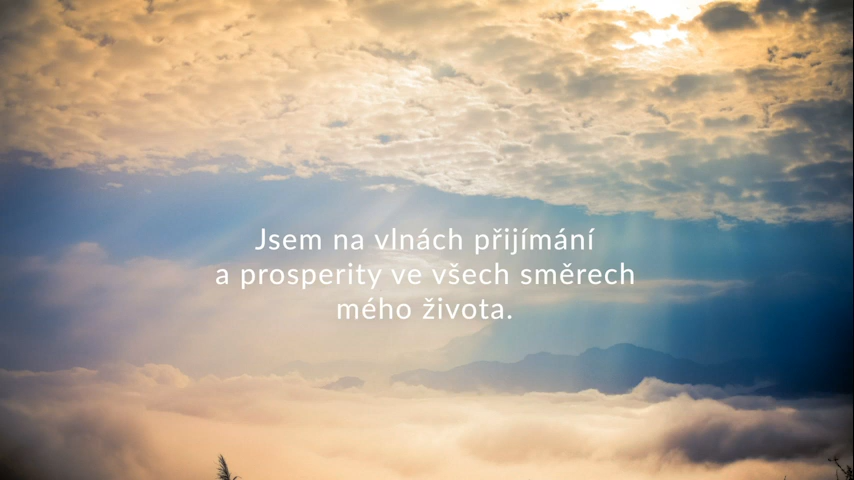 Jsem na vlnách přijímání
a prosperity ve všech směrech
mého života.